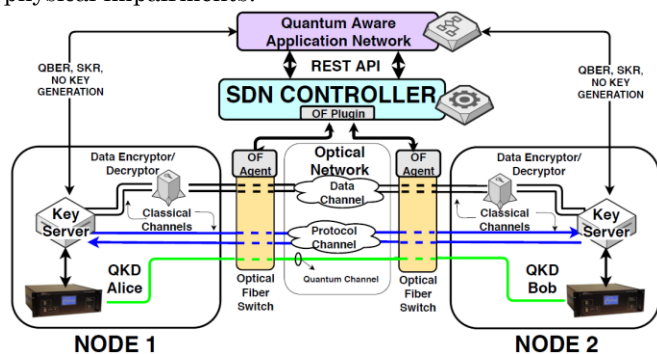 physical impairments.
Quantum Aware
Application Network
REST API
QBER, SKR,
NO KEY
GENERATION
QBER, SKR,
NO KEY
GENERATION
SDN CONTROLLER
OF Plugin
Data Encryptor/
Decryptor
OF
Agent
Optical
Network
OF
Agent
Data Encryptor/
Decryptor
Data
Channel
Key
Server
Classical
Channels
Protocol
Channel
Classical
Channels
Key
Server
QKD
Alice
Quantum Channel
QKD
Bob
Optical
Fiber
Switch
Optical
Fiber
Switch
NODE 1
NODE 2